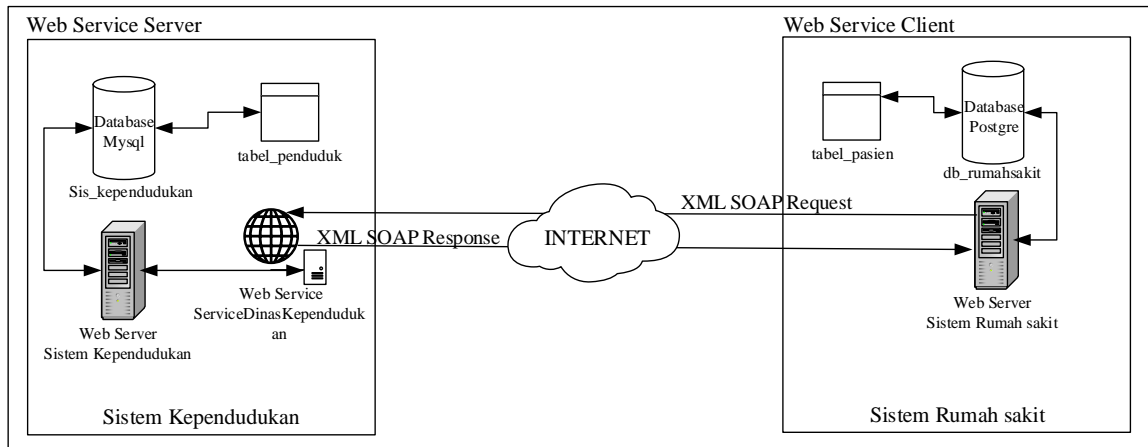 Web Service Server
Database
Mysql
Sis_kependudukan
tabel_penduduk
Web Server
Sistem Kependudukan
Web Service
ServiceDinasKependuduk
an
Sistem Kependudukan
XML SOAP Request
XML SOAP Response
INTERNET
Web Service Client
tabel_pasien
Database
Postgre
db_rumahsakit
Web Server
Sistem Rumah sakit
Sistem Rumah sakit